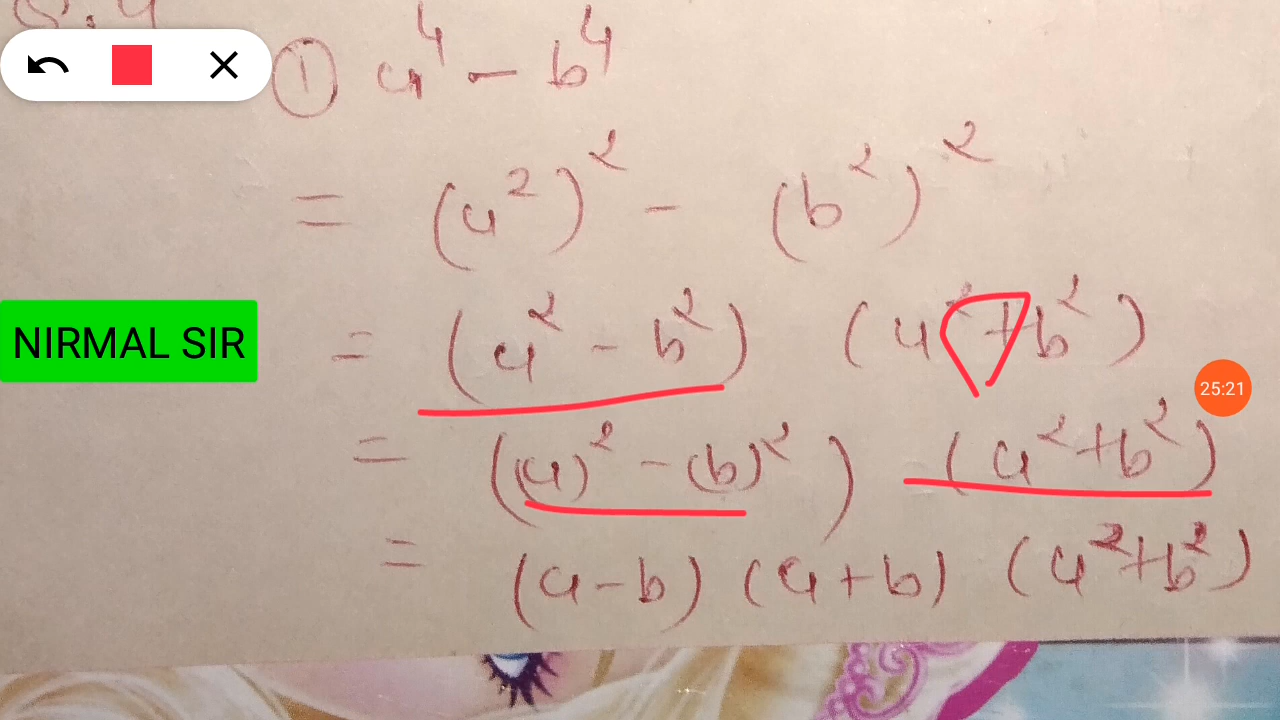 ① a⁴ - b⁴
= (a²)² - (b²)²
NIRMAL SIR
= (a² - b²) (a² + b²)
25:21
= ((a)² - (b)²) (a² + b²)
= (a - b) (a + b) (a² + b²)